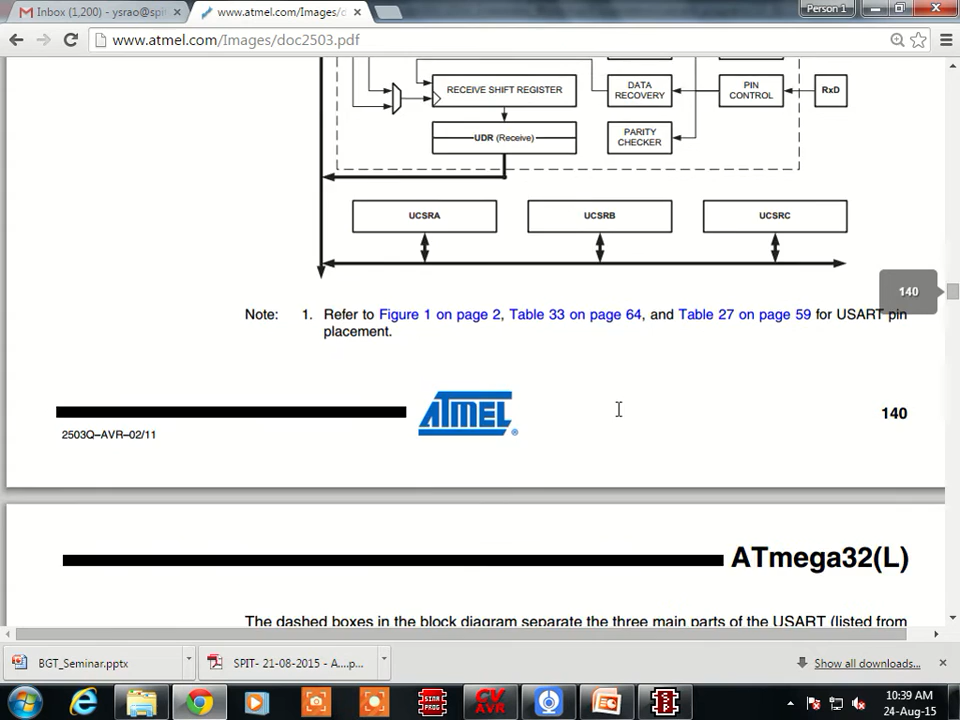 Inbox (1,200) - ysrao@spit
www.atmel.com/Images/d
Person 1
www.atmel.com/Images/doc2503.pdf
RECEIVE SHIFT REGISTER
DATA
RECOVERY
PIN
CONTROL
RxD
UDR (Receive)
PARITY
CHECKER
UCSRA
UCSRB
UCSRC
140
Note: 1. Refer to Figure 1 on page 2, Table 33 on page 64, and Table 27 on page 59 for USART pin
placement.
ATMEL
140
2503Q–AVR–02/11
ATmega32(L)
The dashed boxes in the block diagram separate the three main parts of the USART (listed from
BGT_Seminar.pptx
SPIT- 21-08-2015 - A....p...
Show all downloads...
SINA
PROG
CV
AVR
10:39 AM
24-Aug-15